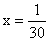 x = 1/30